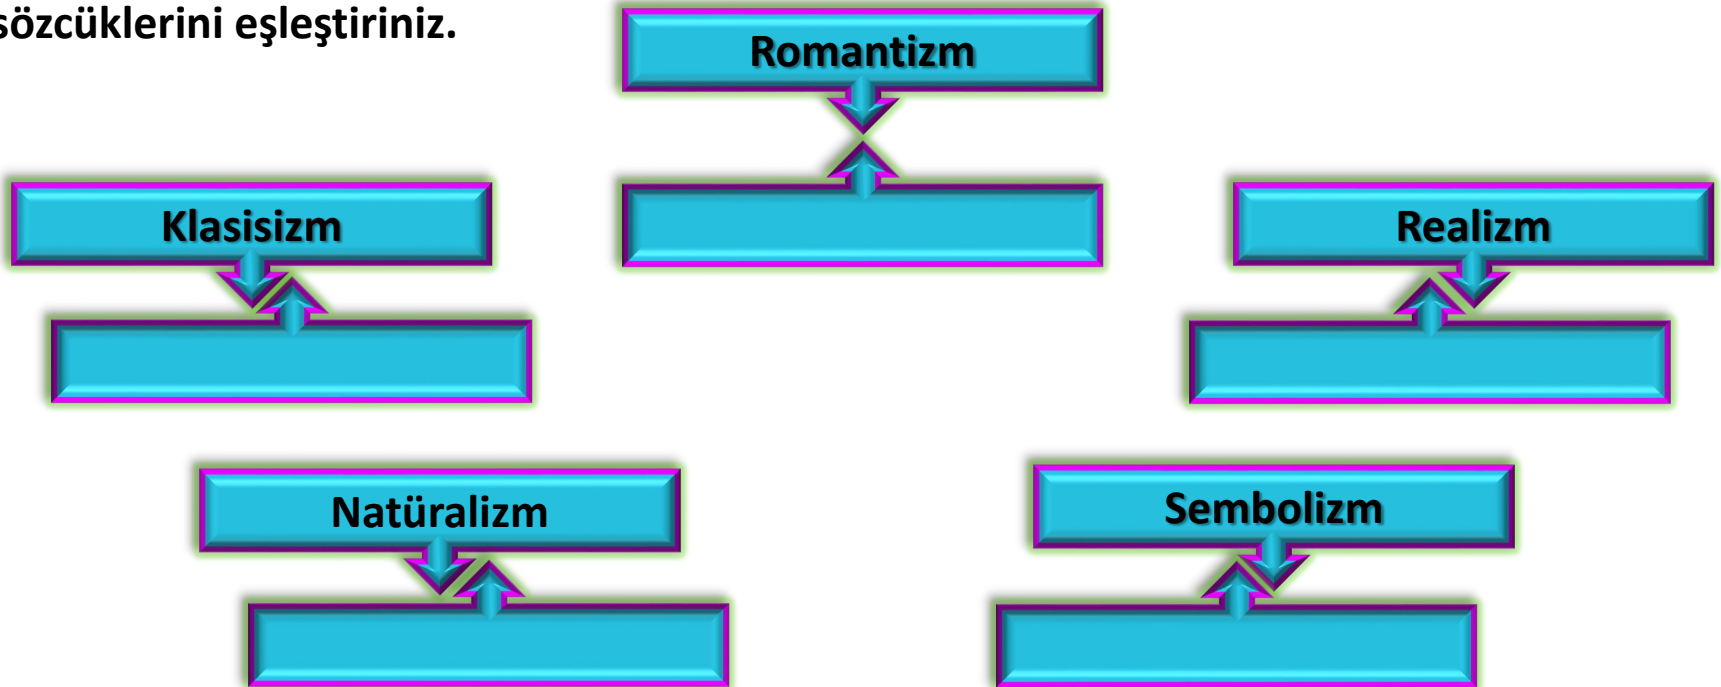 sözcüklerini eşleştiriniz.
Romantizm
Klasisizm
Realizm
Natüralizm
Sembolizm